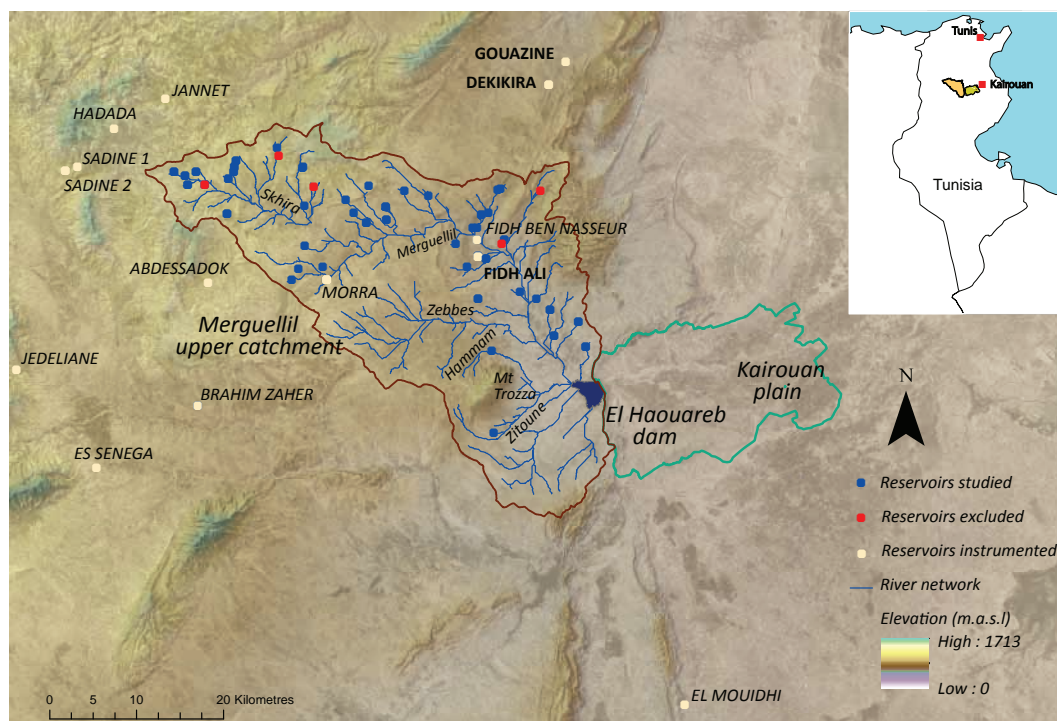 Tunis
Kairouan
Tunisia
GOUAZINE
DEKIKIRA
JANNET
HADADA
SADINE 1
SADINE 2
Skhira
Merguellil
FIDH BEN NASSEUR
FIDH ALI
ABDESSADOK
MORRA
Zebbes
Merguellil
upper catchment
Hammam
Mt
Trozza
Zitoune
JEDELIANE
BRAHIM ZAHER
ES SENEGA
Kairouan
plain
El Haouareb
dam
N
Reservoirs studied
Reservoirs excluded
Reservoirs instrumented
River network
Elevation (m.a.s.l)
High : 1713
Low : 0
0 5 10 20 Kilometres
EL MOUIDHI